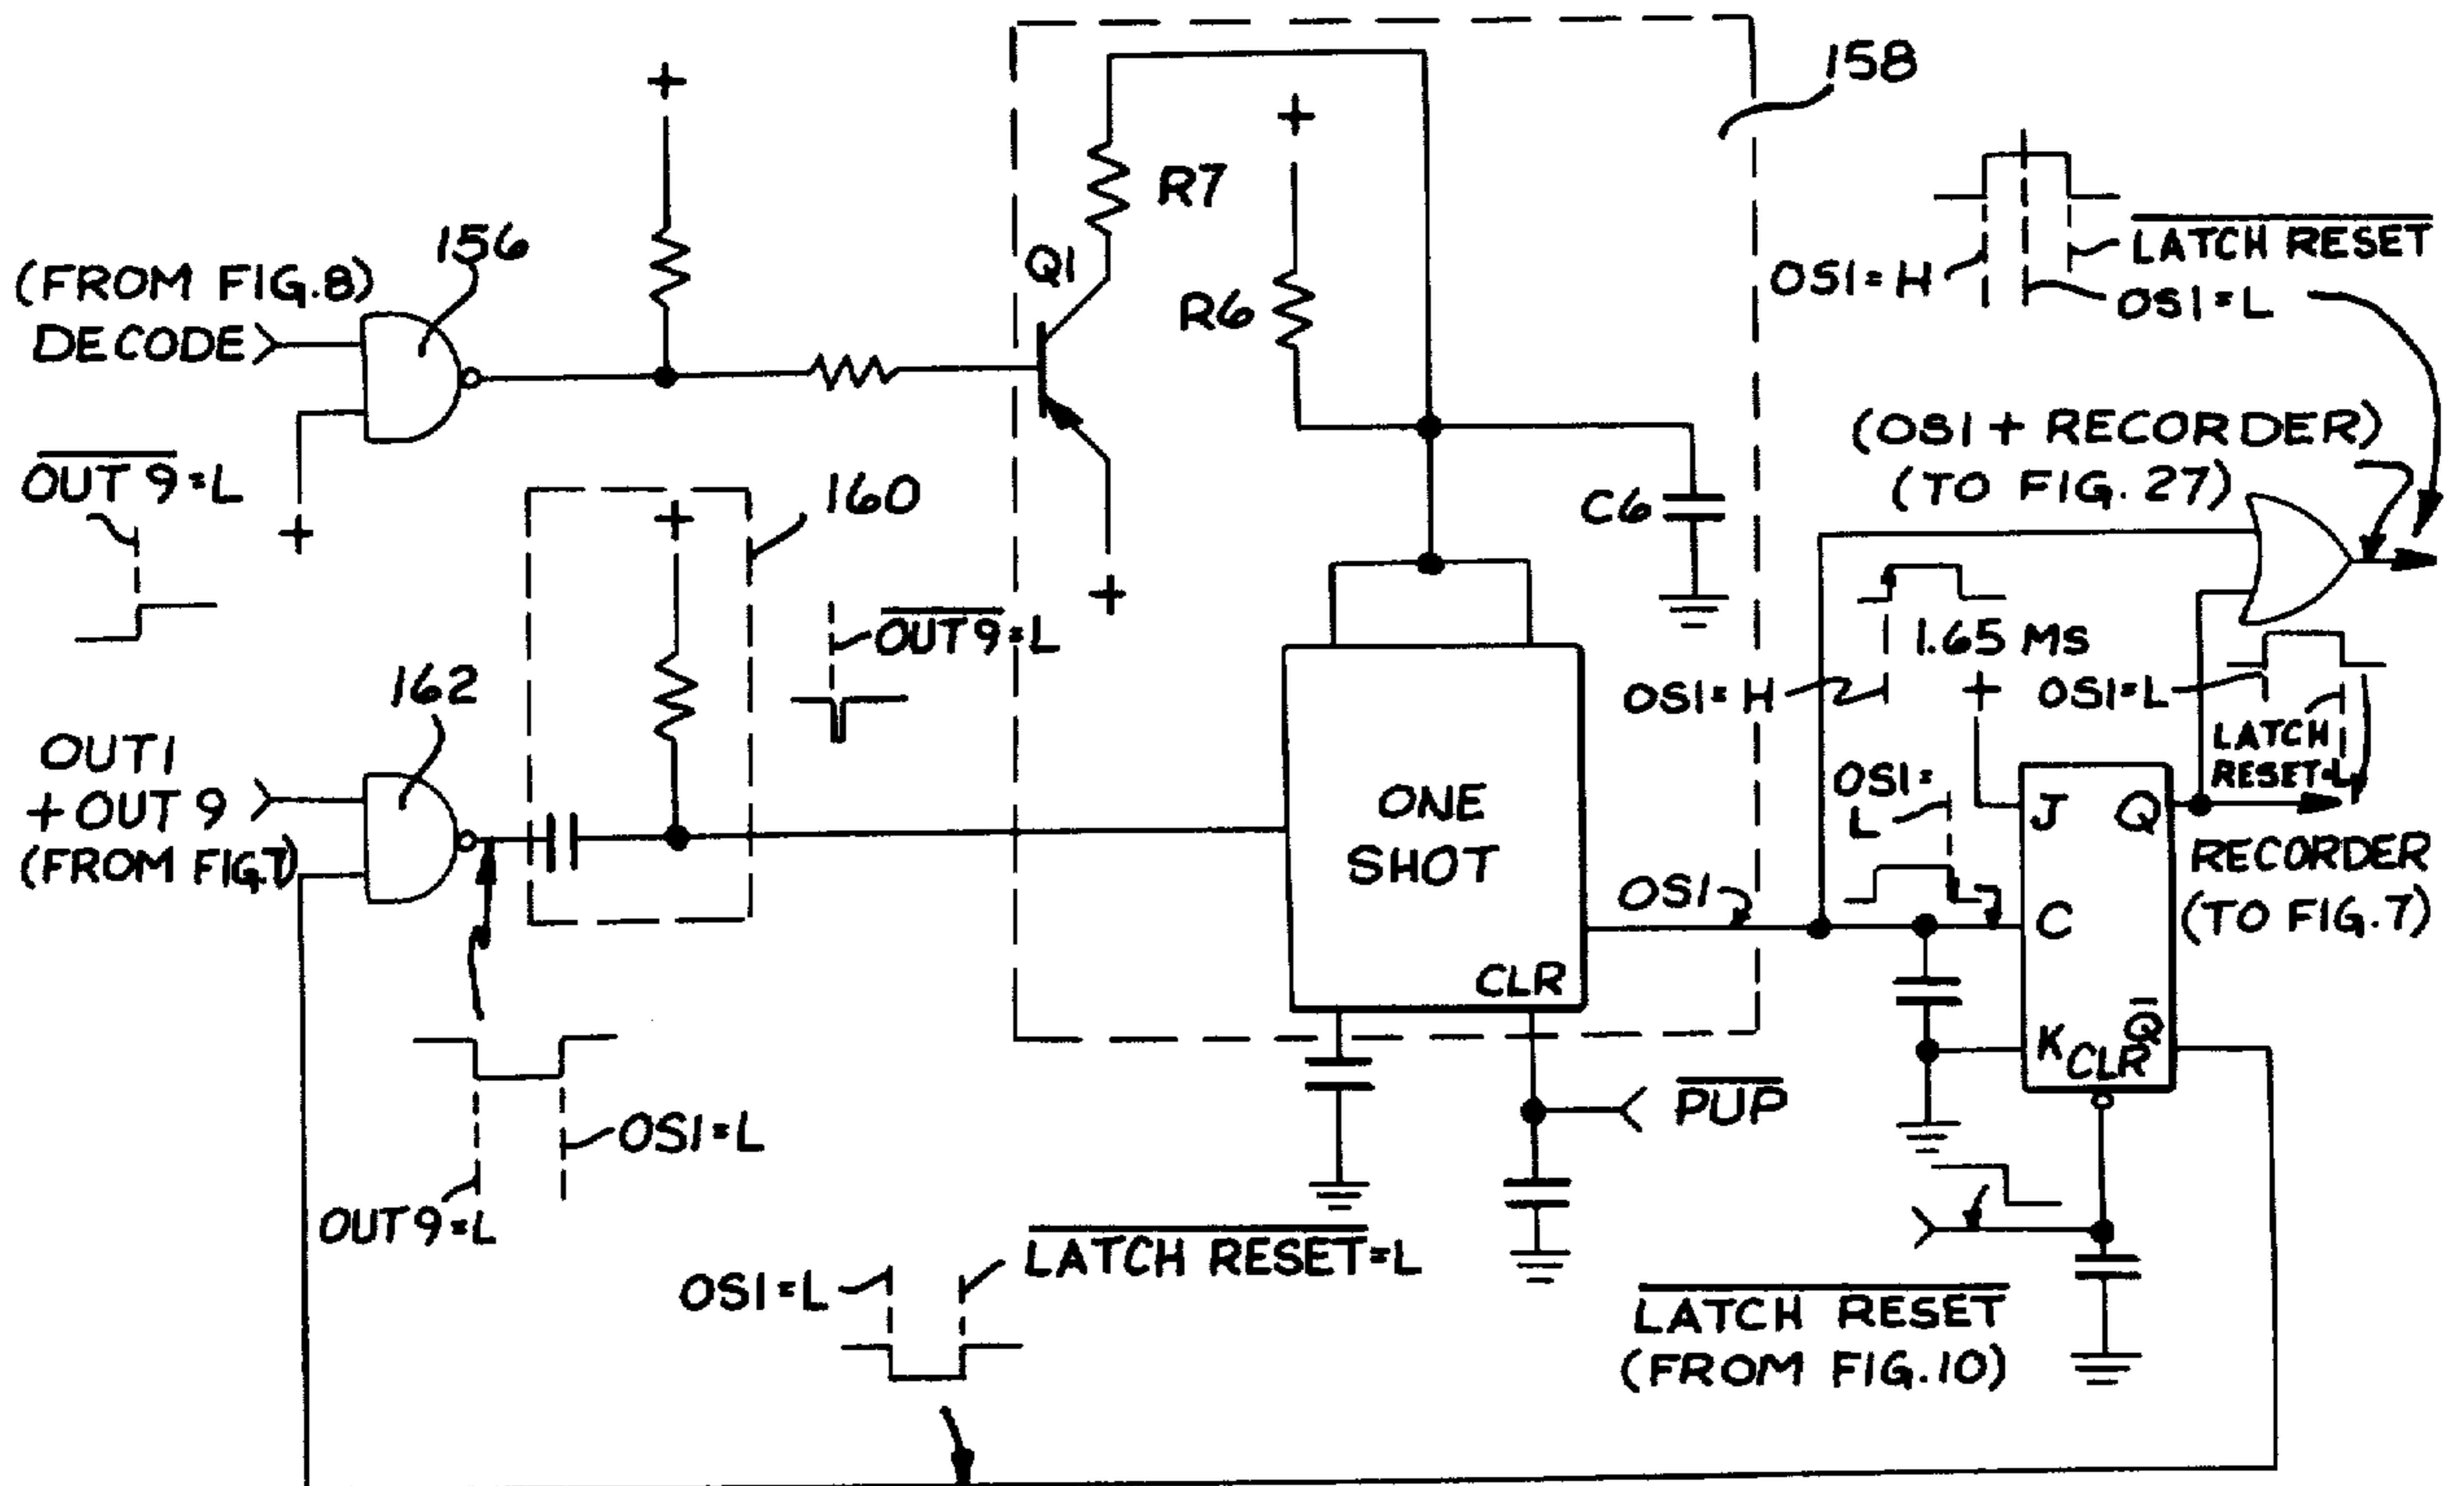 158
+
+
R7
156
Q1
(FROM FIG.8)
DECODE
R6
OS1=H
LATCH RESET
OS1=L
(OS1 + RECORDER)
(TO FIG. 27)
OUT 9=L
+
160
+
C6
+
OUT 9=L
1.65 MS
OS1=H
+
OS1=L
LATCH
RESET=L
162
OUT1
+ OUT 9
(FROM FIG.7)
ONE
SHOT
CLR
OS1
OS1=
L
J Q
C
K CLR Q
RECORDER
(TO FIG.7)
OS1=L
OUT 9=L
PUP
OS1=L
LATCH RESET=L
LATCH RESET
(FROM FIG.10)